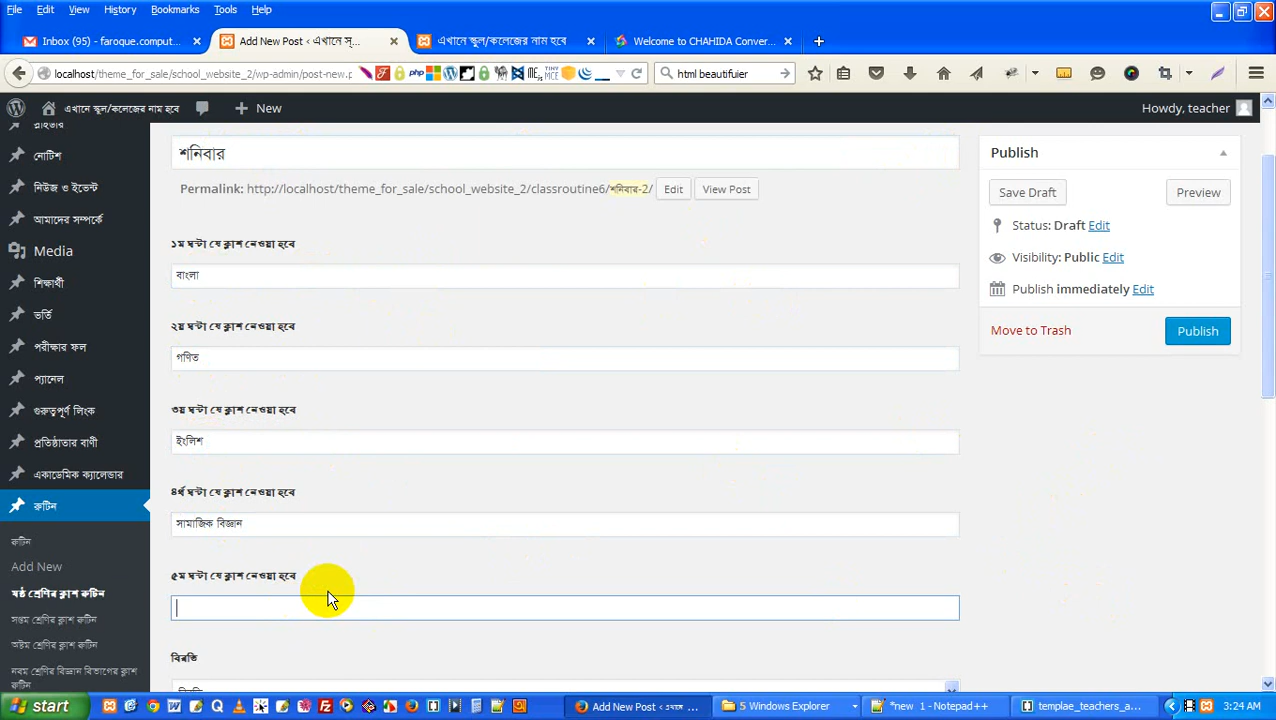 File Edit View History Bookmarks Tools Help
Inbox (95) - faroque.comput... Add New Post ‹ এখানে স্... এখানে স্কুল/কলেজের নাম হবে Welcome to CHAHIDA Conver...
localhost/theme_for_sale/school_website_2/wp-admin/post-new.p html beautifuier
এখানে স্কুল/কলেজের নাম হবে New Howdy, teacher
স্লাইডার
নোটিশ
নিউজ ও ইভেন্ট
আমাদের সম্পর্কে
Media
শিক্ষার্থী
ভর্তি
পরীক্ষার ফল
প্যানেল
গুরুত্বপূর্ণ লিংক
প্রতিষ্ঠাতার বাণী
একাডেমিক ক্যালেন্ডার
রুটিন
রুটিন
Add New
ষষ্ঠ শ্রেণির ক্লাশ রুটিন
সপ্তম শ্রেণির ক্লাশ রুটিন
অষ্টম শ্রেণির ক্লাশ রুটিন
নবম শ্রেণির বিজ্ঞান বিভাগের ক্লাশ
রুটিন
শনিবার
Permalink: http://localhost/theme_for_sale/school_website_2/classroutine6/শনিবার-2/ Edit View Post
১ম ঘন্টা যে ক্লাশ নেওয়া হবে
বাংলা
২য় ঘন্টা যে ক্লাশ নেওয়া হবে
গণিত
৩য় ঘন্টা যে ক্লাশ নেওয়া হবে
ইংলিশ
৪র্থ ঘন্টা যে ক্লাশ নেওয়া হবে
সামাজিক বিজ্ঞান
৫ম ঘন্টা যে ক্লাশ নেওয়া হবে
বিরতি
Publish
Save Draft Preview
Status: Draft Edit
Visibility: Public Edit
Publish immediately Edit
Move to Trash Publish
start Add New Post ‹ এখানে ... 5 Windows Explorer *new 1 - Notepad++ templae_teachers_a... 3:24 AM